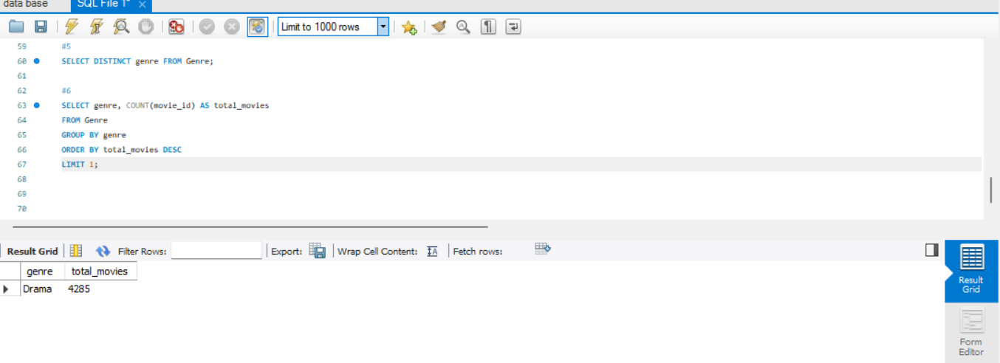 data base SQL File 1* ×
Limit to 1000 rows
59 #5
60 SELECT DISTINCT genre FROM Genre;
61
62 #6
63 SELECT genre, COUNT(movie_id) AS total_movies
64 FROM Genre
65 GROUP BY genre
66 ORDER BY total_movies DESC
67 LIMIT 1;
68
69
70
Result Grid Filter Rows: Export: Wrap Cell Content: IA Fetch rows:
genre total_movies
Drama 4285
Result
Grid
Form
Editor